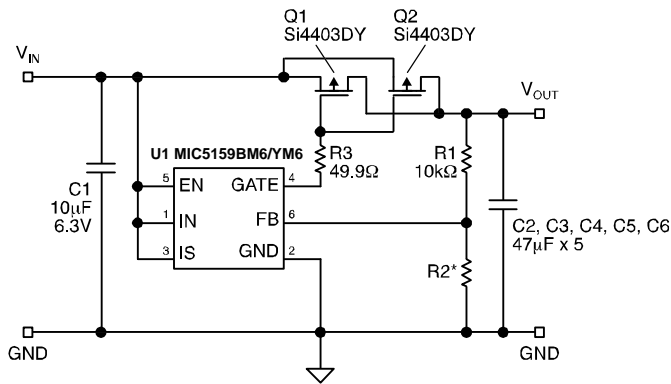 Q1
Si4403DY
Q2
Si4403DY
VIN
VOUT
U1 MIC5159BM6/YM6
R3
49.9Ω
R1
10kΩ
C1
10µF
6.3V
5
EN
GATE
4
1
IN
FB
6
3
IS
GND
2
C2, C3, C4, C5, C6
47µF x 5
R2*
GND
GND